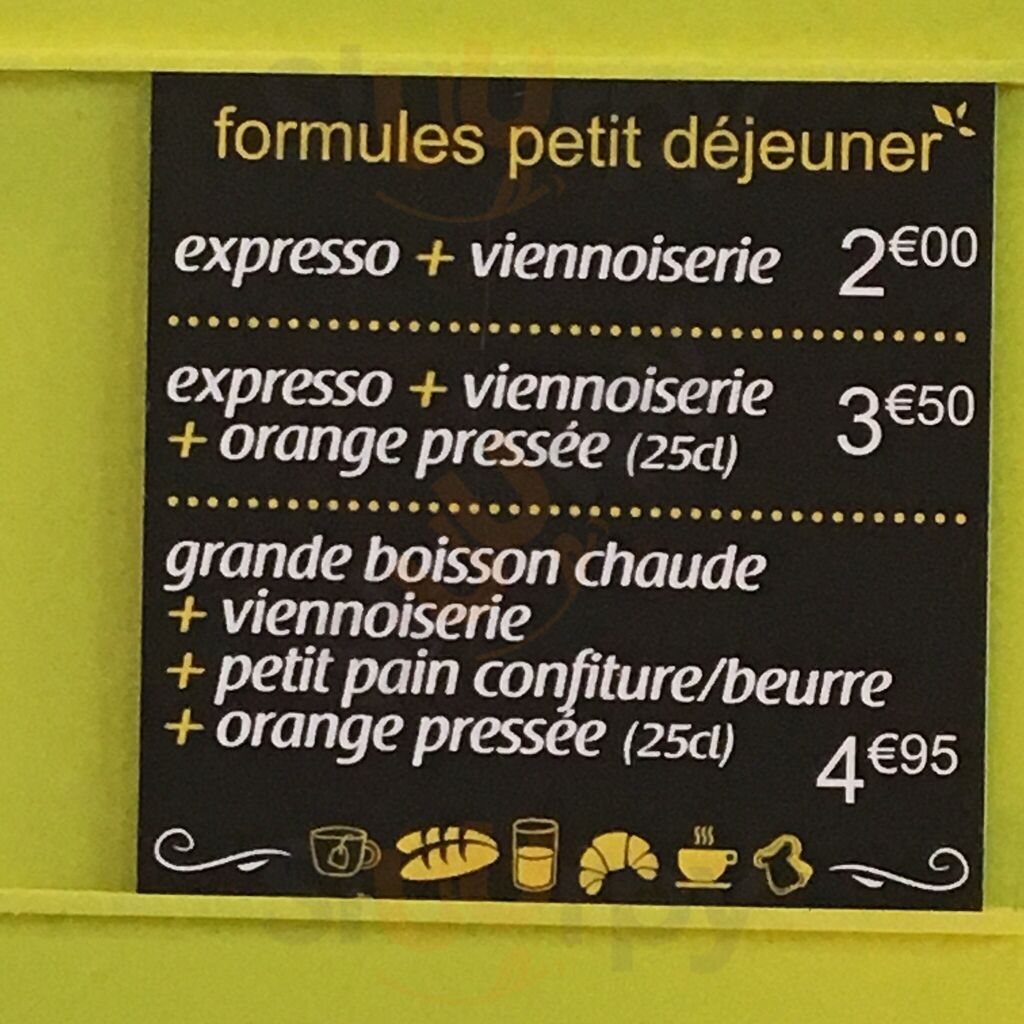 formules petit déjeuner
expresso + viennoiserie 2€00
expresso + viennoiserie
+ orange pressée (25cl) 3€50
grande boisson chaude
+ viennoiserie
+ petit pain confiture/beurre
+ orange pressée (25cl) 4€95